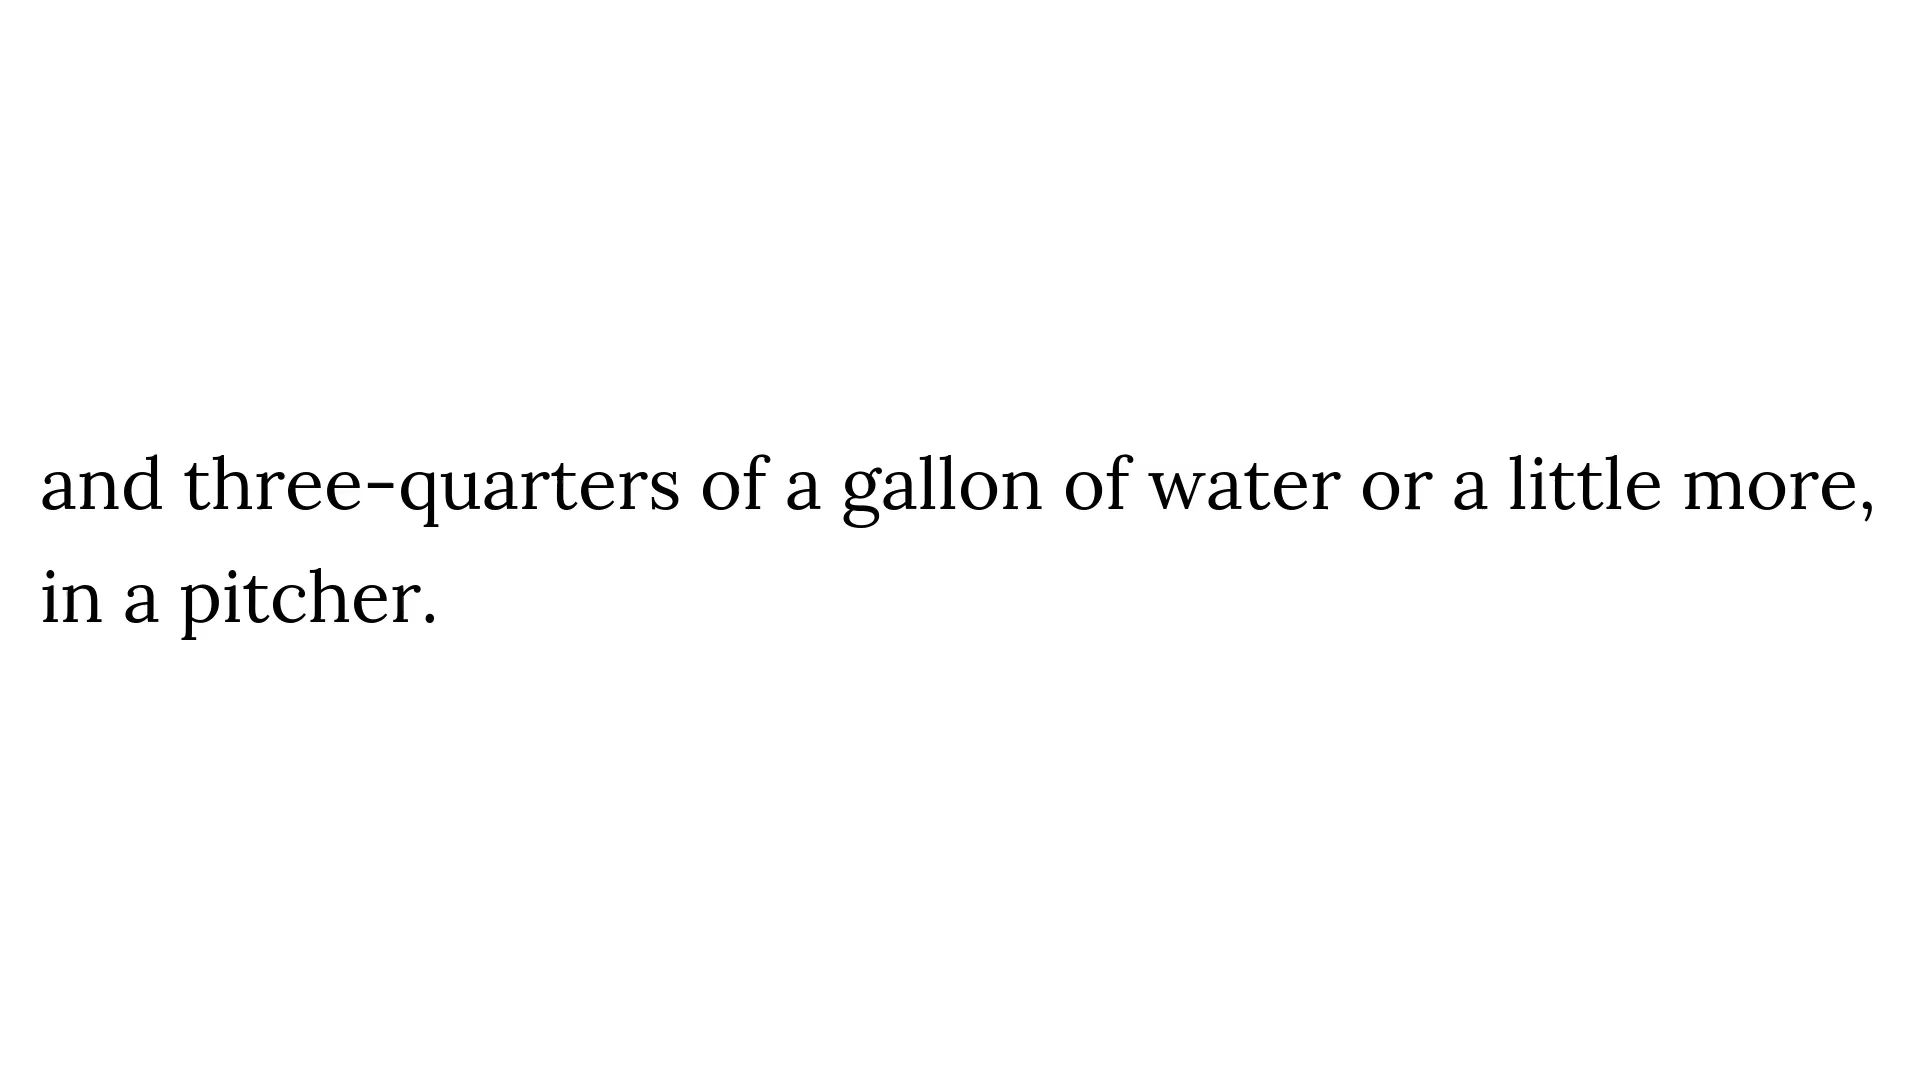 and three-quarters of a gallon of water or a little more,
in a pitcher.